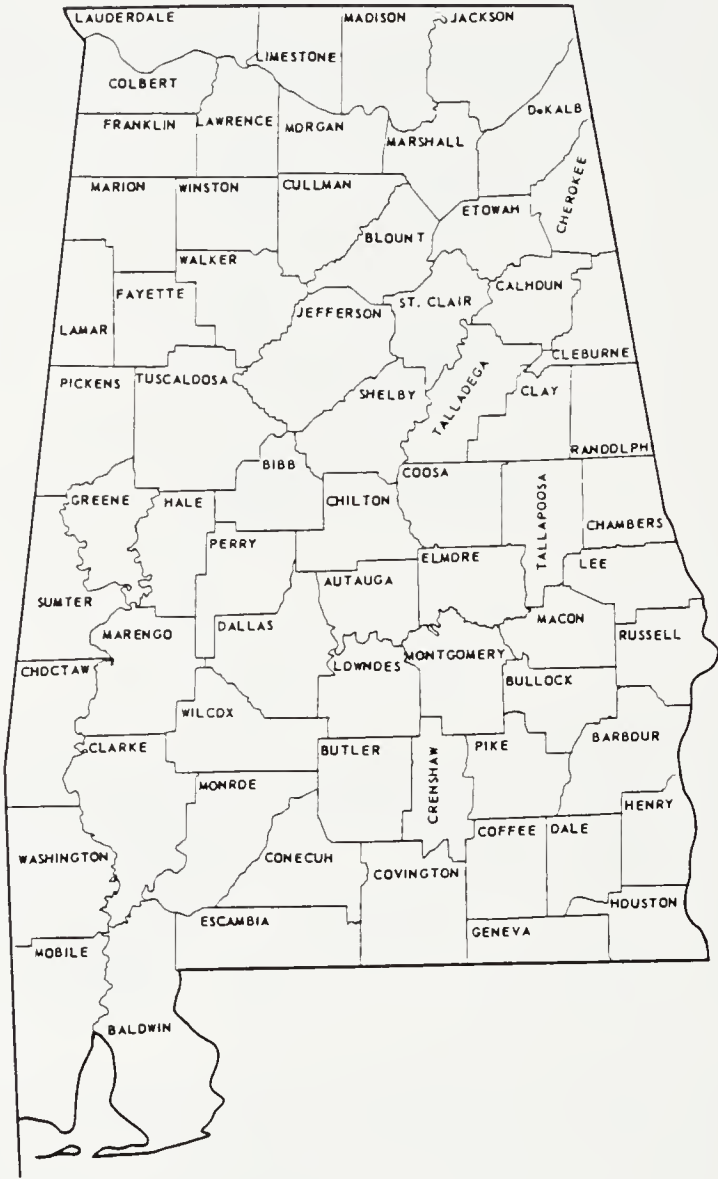 LAUDERDALE
MADISON
JACKSON
LIMESTONE
COLBERT
DeKALB
FRANKLIN
LAWRENCE
MORGAN
MARSHALL
CHEROKEE
MARION
WINSTON
CULLMAN
ETOWAH
BLOUNT
WALKER
FAYETTE
JEFFERSON
ST. CLAIR
CALHOUN
LAMAR
CLEBURNE
PICKENS
TUSCALOOSA
SHELBY
TALLADEGA
CLAY
RANDOLPH
BIBB
COOSA
GREENE
HALE
CHILTON
TALLAPOOSA
CHAMBERS
PERRY
ELMORE
LEE
AUTAUGA
SUMTER
MARENGO
DALLAS
MACON
RUSSELL
CHOCTAW
LOWNDES
MONTGOMERY
BULLOCK
WILCOX
CLARKE
BUTLER
CRENSHAW
PIKE
BARBOUR
MONROE
HENRY
WASHINGTON
CONECUH
COVINGTON
COFFEE
DALE
ESCAMBIA
HOUSTON
GENEVA
MOBILE
BALDWIN